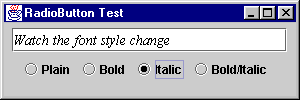 RadioButton Test
Watch the font style change
Plain Bold Italic Bold/Italic